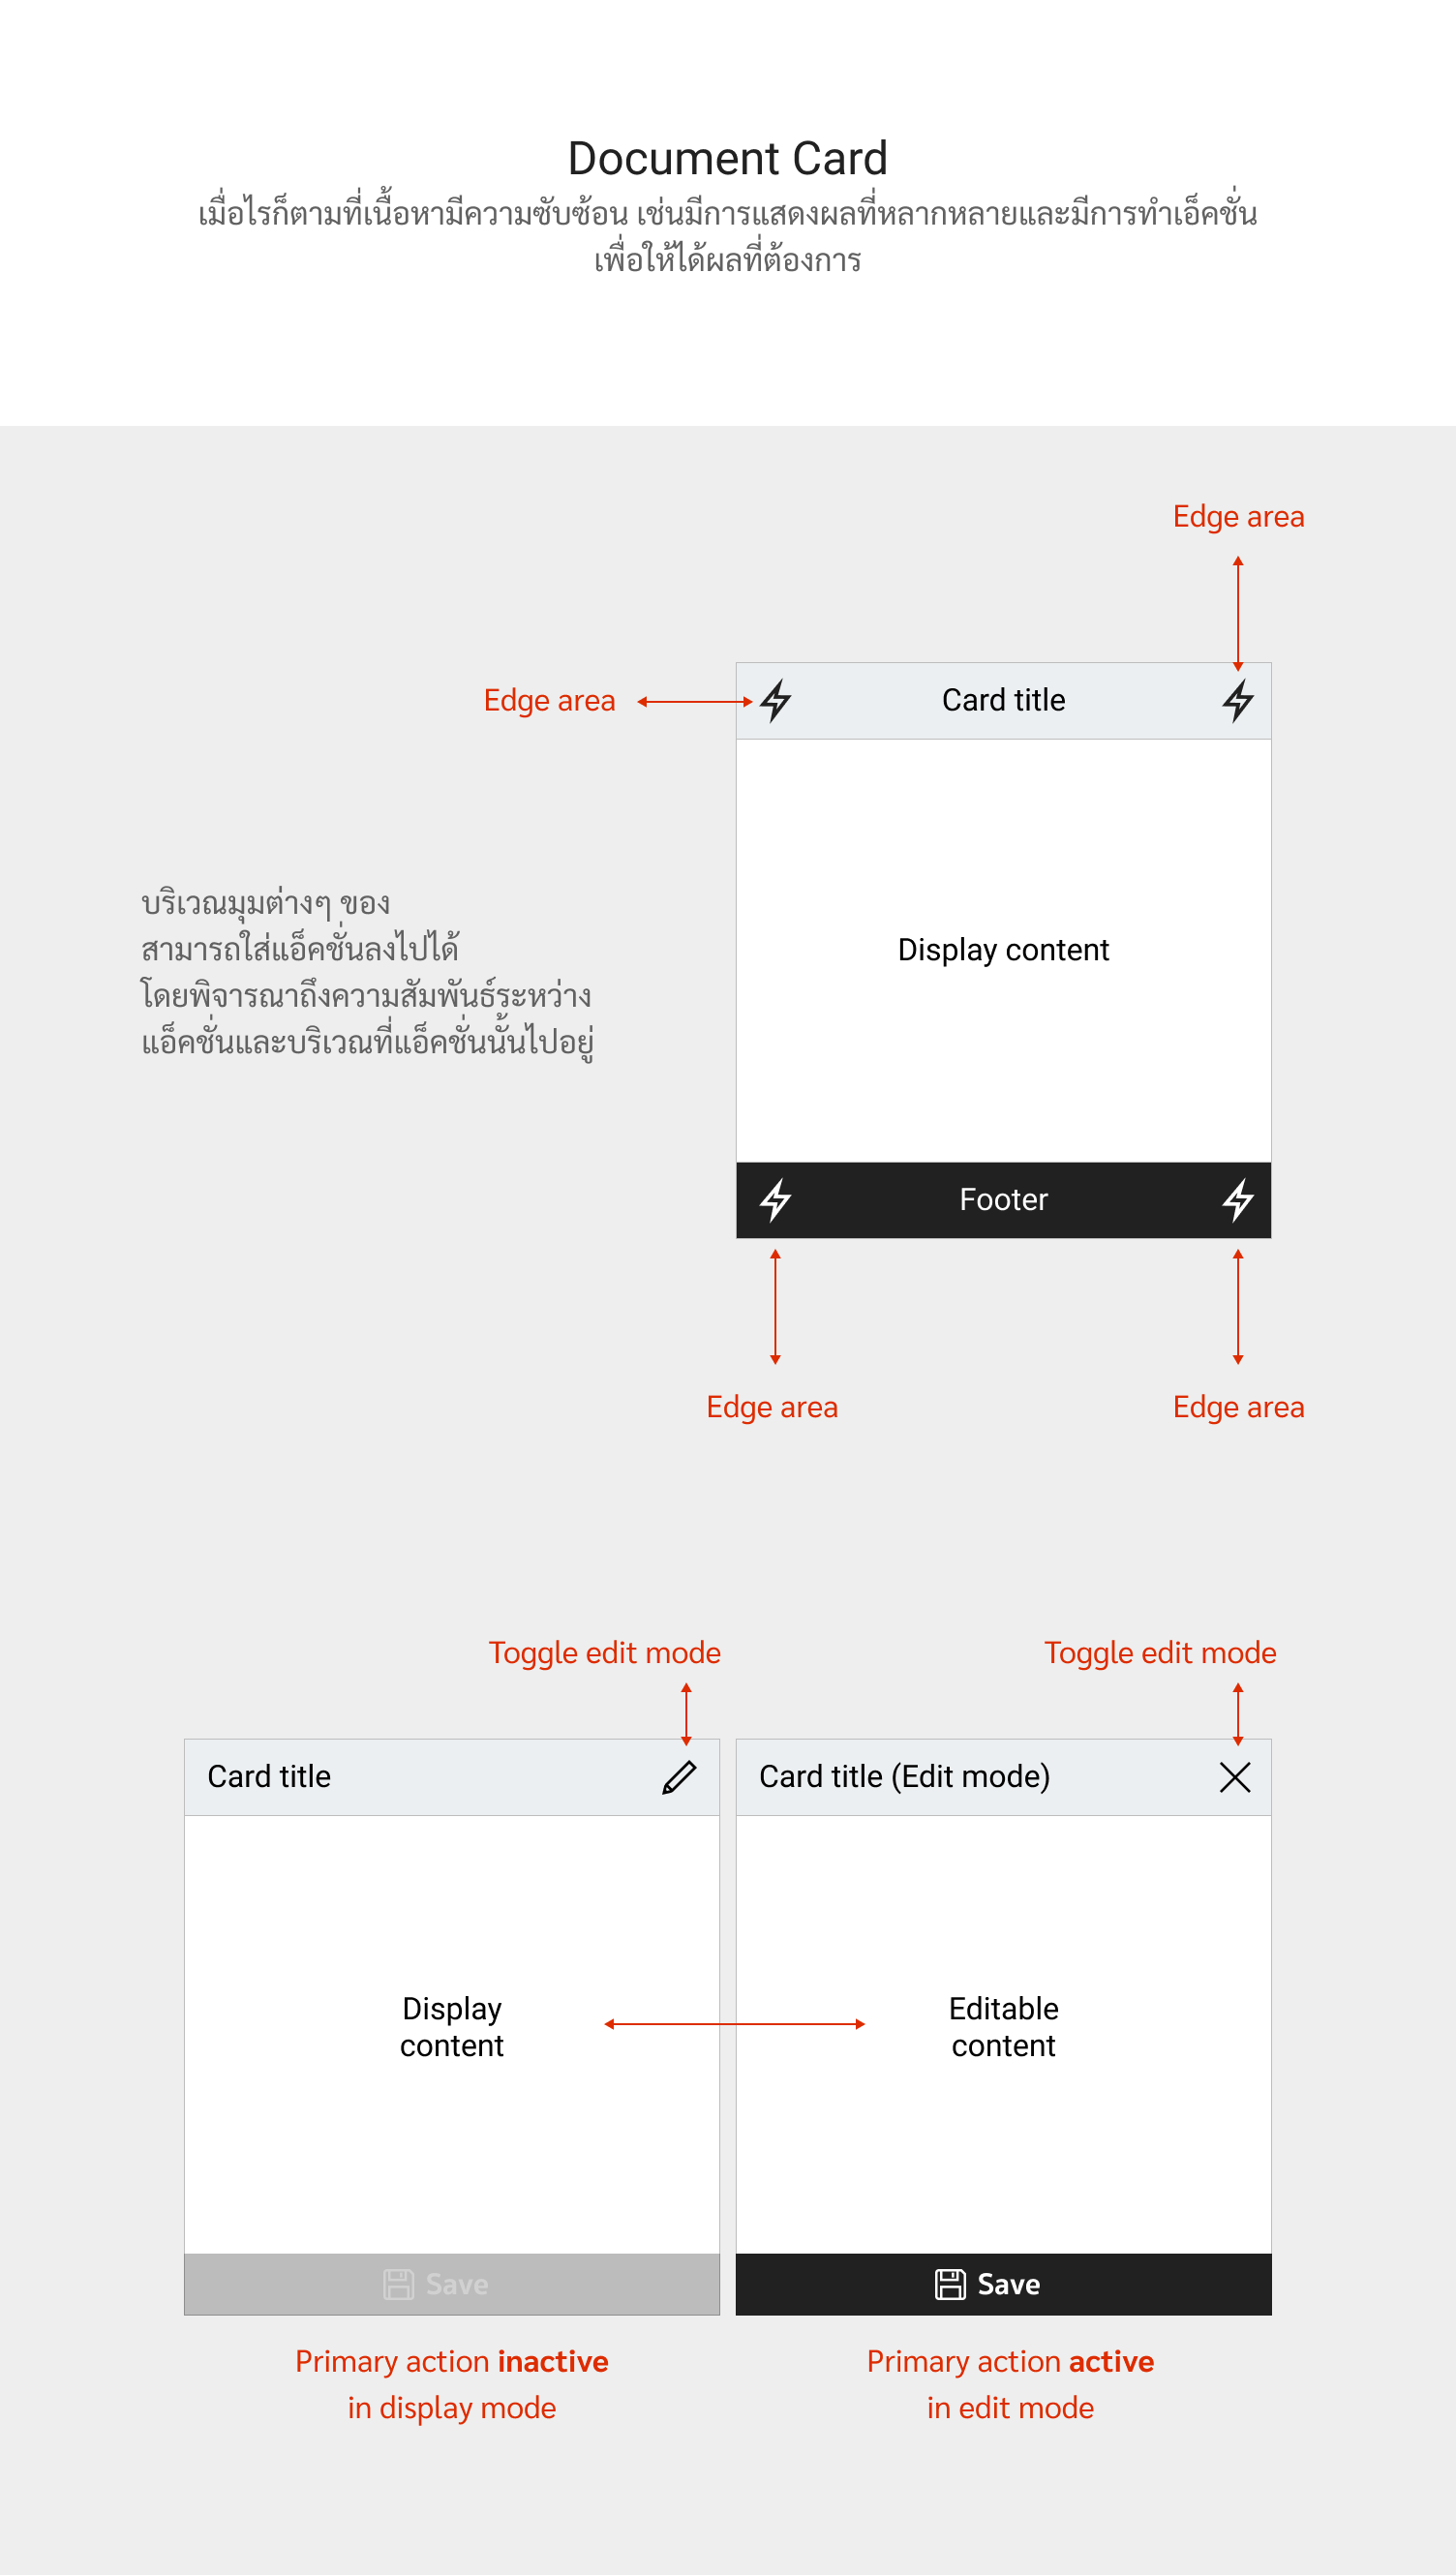 Document Card
เมื่อไรก็ตามที่เนื้อหามีความซับซ้อน เช่นมีการแสดงผลที่หลากหลายและมีการทำเอ็คชั่น
เพื่อให้ได้ผลที่ต้องการ
Edge area
Edge area
Card title
บริเวณมุมต่างๆ ของ
สามารถใส่แอ็คชั่นลงไปได้
โดยพิจารณาถึงความสัมพันธ์ระหว่าง
แอ็คชั่นและบริเวณที่แอ็คชั่นนั้นไปอยู่
Display content
Footer
Edge area
Edge area
Toggle edit mode
Toggle edit mode
Card title
Card title (Edit mode)
Display
content
Editable
content
Save
Save
Primary action inactive
in display mode
Primary action active
in edit mode